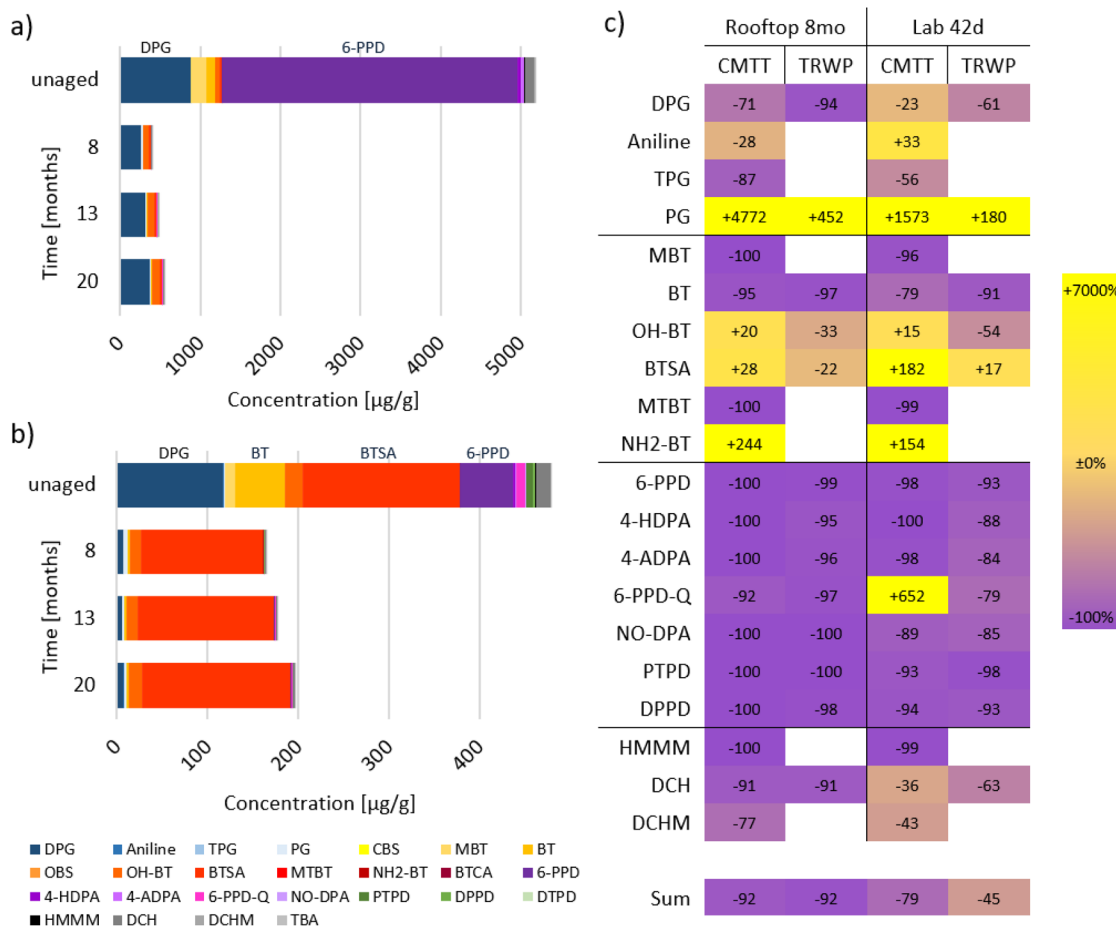 a)
DPG 6-PPD
unaged
8
13
20
Time [months]
0 1000 2000 3000 4000 5000
Concentration [µg/g]
b)
DPG BT BTSA 6-PPD
unaged
8
13
20
Time [months]
0 100 200 300 400
Concentration [µg/g]
DPG Aniline TPG PG CBS MBT BT
OBS OH-BT BTSA MTBT NH2-BT BTCA 6-PPD
4-HDPA 4-ADPA 6-PPD-Q NO-DPA PTPD DPPD DTPD
HMMM DCH DCHM TBA
c)
Rooftop 8mo Lab 42d
CMTT TRWP CMTT TRWP
DPG -71 -94 -23 -61
Aniline -28 +33
TPG -87 -56
PG +4772 +452 +1573 +180
MBT -100 -96
BT -95 -97 -79 -91
OH-BT +20 -33 +15 -54
BTSA +28 -22 +182 +17
MTBT -100 -99
NH2-BT +244 +154
6-PPD -100 -99 -98 -93
4-HDPA -100 -95 -100 -88
4-ADPA -100 -96 -98 -84
6-PPD-Q -92 -97 +652 -79
NO-DPA -100 -100 -89 -85
PTPD -100 -100 -93 -98
DPPD -100 -98 -94 -93
HMMM -100 -99
DCH -91 -91 -36 -63
DCHM -77 -43
Sum -92 -92 -79 -45
+7000%
±0%
-100%